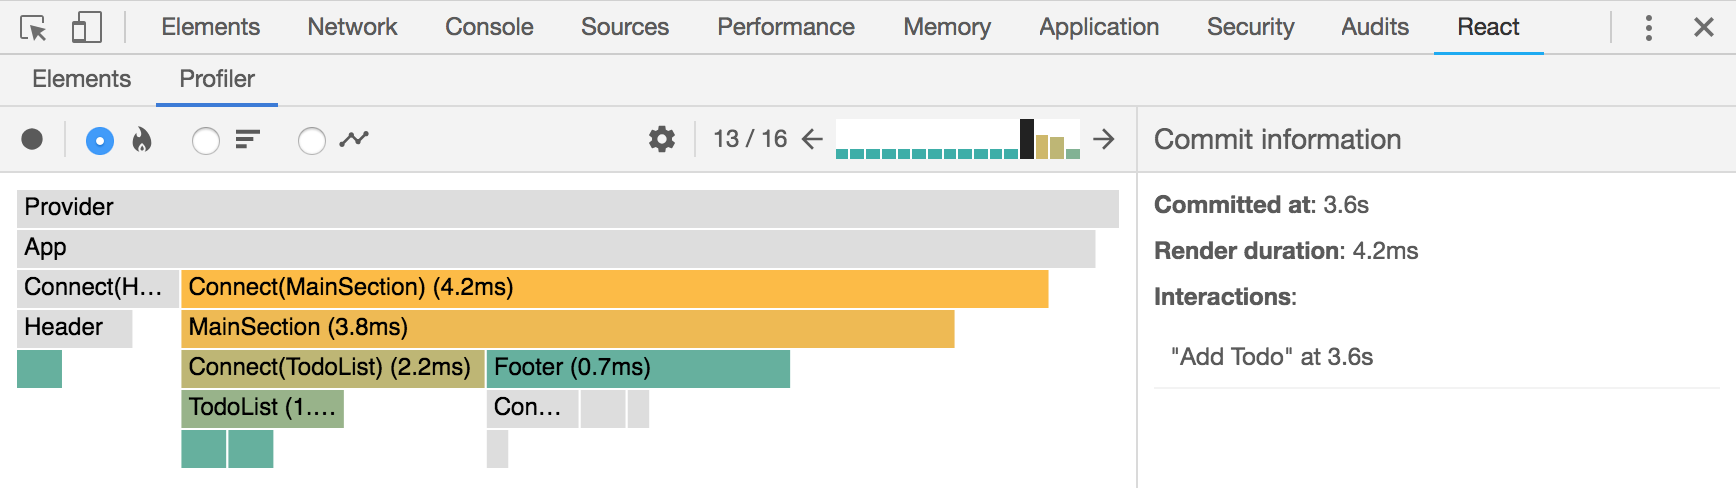 Elements Network Console Sources Performance Memory Application Security Audits React
Elements Profiler
13 / 16
Commit information
Provider
App
Connect(H... Connect(MainSection) (4.2ms)
Header MainSection (3.8ms)
Connect(TodoList) (2.2ms) Footer (0.7ms)
TodoList (1.... Con...
Committed at: 3.6s
Render duration: 4.2ms
Interactions:
"Add Todo" at 3.6s